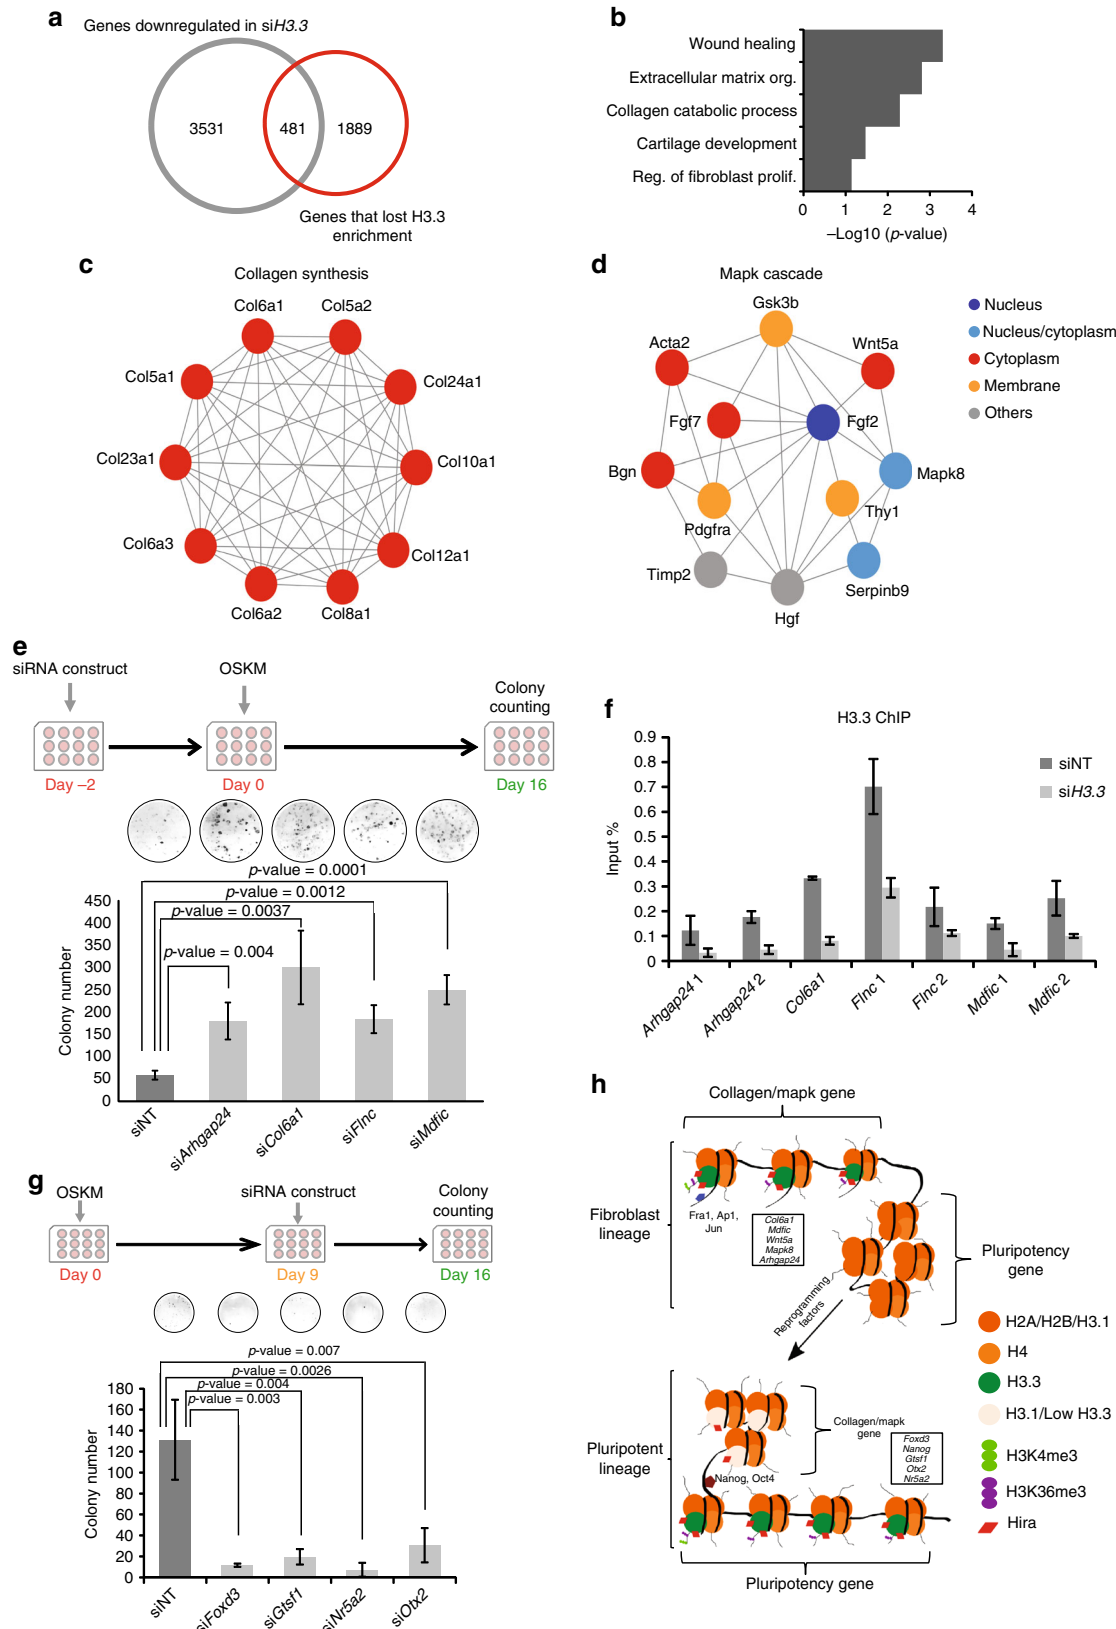 a
Genes downregulated in siH3.3
3531
481
1889
Genes that lost H3.3
enrichment
b
Wound healing
Extracellular matrix org.
Collagen catabolic process
Cartilage development
Reg. of fibroblast prolif.
0 1 2 3 4
–Log10 (p-value)
c
Collagen synthesis
Col6a1
Col5a2
Col5a1
Col24a1
Col23a1
Col10a1
Col6a3
Col12a1
Col6a2
Col8a1
d
Mapk cascade
Gsk3b
Acta2
Wnt5a
Fgf7
Fgf2
Bgn
Mapk8
Pdgfra
Thy1
Timp2
Serpinb9
Hgf
Nucleus
Nucleus/cytoplasm
Cytoplasm
Membrane
Others
e
siRNA construct
OSKM
Colony
counting
Day –2
Day 0
Day 16
p-value = 0.0001
p-value = 0.0012
p-value = 0.0037
p-value = 0.004
Colony number
450
400
350
300
250
200
150
100
50
0
siNT
siArhgap24
siCol6a1
siFlnc
siMdfic
f
H3.3 ChIP
siNT
siH3.3
Input %
0.9
0.8
0.7
0.6
0.5
0.4
0.3
0.2
0.1
0
Arhgap24 1
Arhgap24 2
Col6a1
Flnc 1
Flnc 2
Mdfic 1
Mdfic 2
g
OSKM
siRNA construct
Colony
counting
Day 0
Day 9
Day 16
p-value = 0.007
p-value = 0.0026
p-value = 0.004
p-value = 0.003
Colony number
180
160
140
120
100
80
60
40
20
0
siNT
siFoxd3
siGtsf1
siNr5a2
siOtx2
h
Collagen/mapk gene
Fibroblast
lineage
Fra1, Ap1,
Jun
Col6a1
Mdfic
Wnt5a
Mapk8
Arhgap24
Pluripotency
gene
Reprogramming
factors
Pluripotent
lineage
Collagen/mapk
gene
Foxd3
Nanog
Gtsf1
Otx2
Nr5a2
Nanog, Oct4
Pluripotency gene
H2A/H2B/H3.1
H4
H3.3
H3.1/Low H3.3
H3K4me3
H3K36me3
Hira